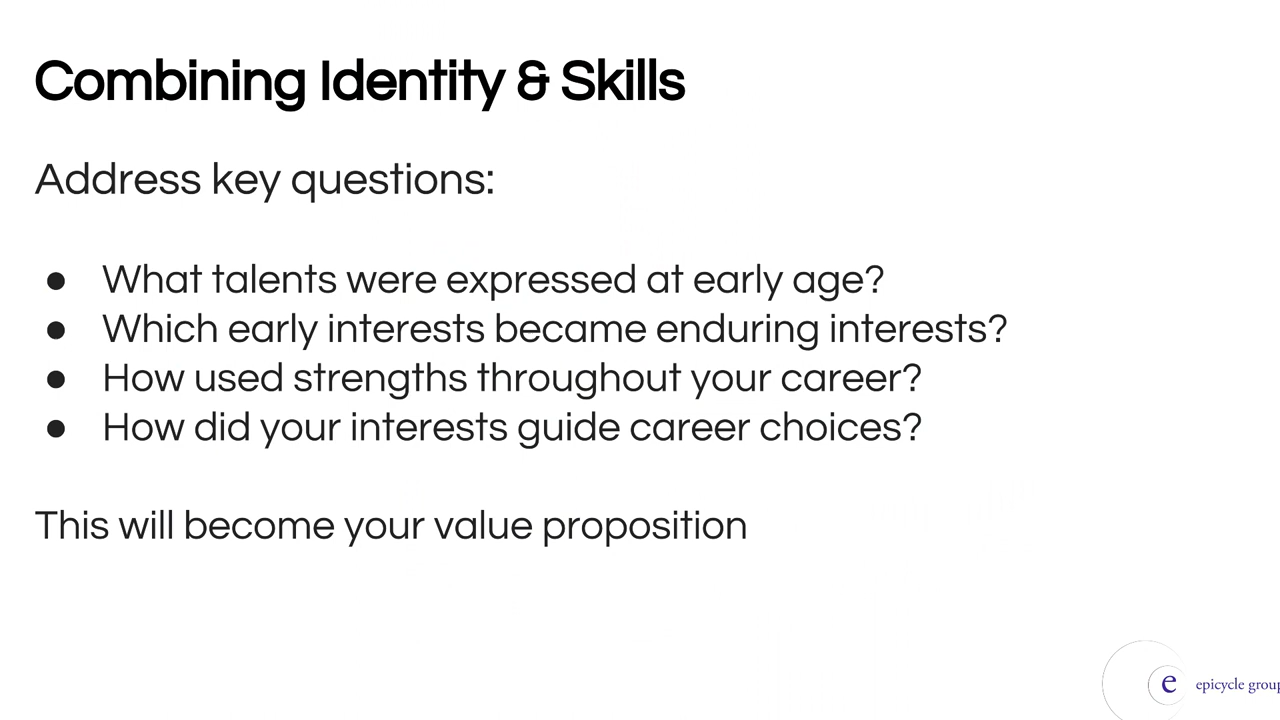 Combining Identity & Skills
Address key questions:
● What talents were expressed at early age?
● Which early interests became enduring interests?
● How used strengths throughout your career?
● How did your interests guide career choices?
This will become your value proposition
e epicycle group